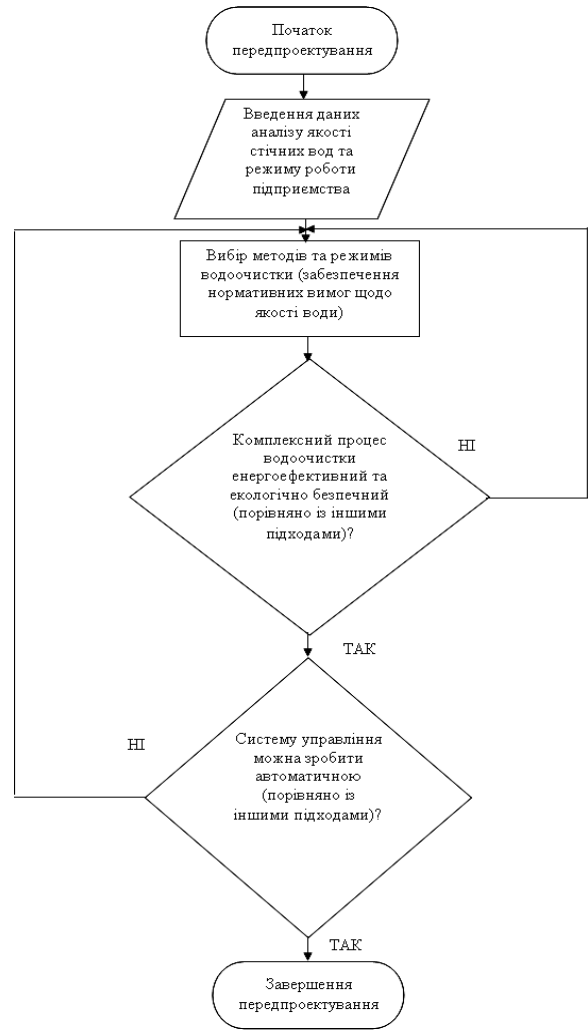 Початок
передпроектування
Введення даних
аналізу якості
стічних вод та
режиму роботи
підприємства
Вибір методів та режимів
водоочистки (забезпечення
нормативних вимог щодо
якості води)
Комплексний процес
водоочистки
енергоефективний та
екологічно безпечний
(порівняно із іншими
підходами)?
НІ
ТАК
НІ
Систему управління
можна зробити
автоматичною
(порівняно із
іншими підходами)?
ТАК
Завершення
передпроектування